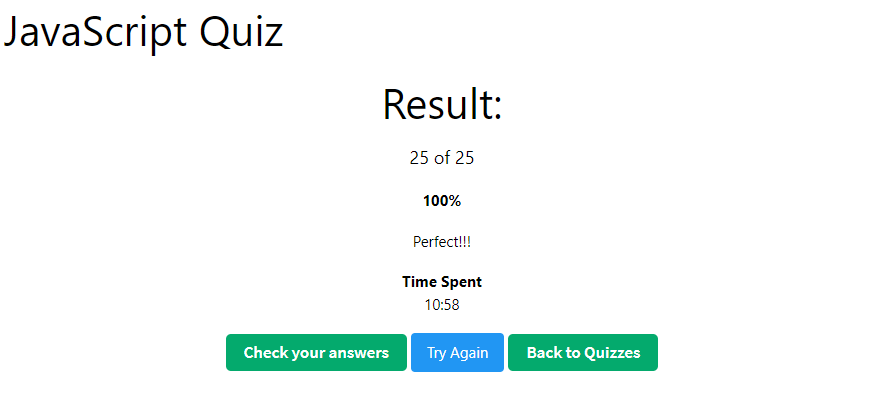 JavaScript Quiz
Result:
25 of 25
100%
Perfect!!!
Time Spent
10:58
Check your answers Try Again Back to Quizzes